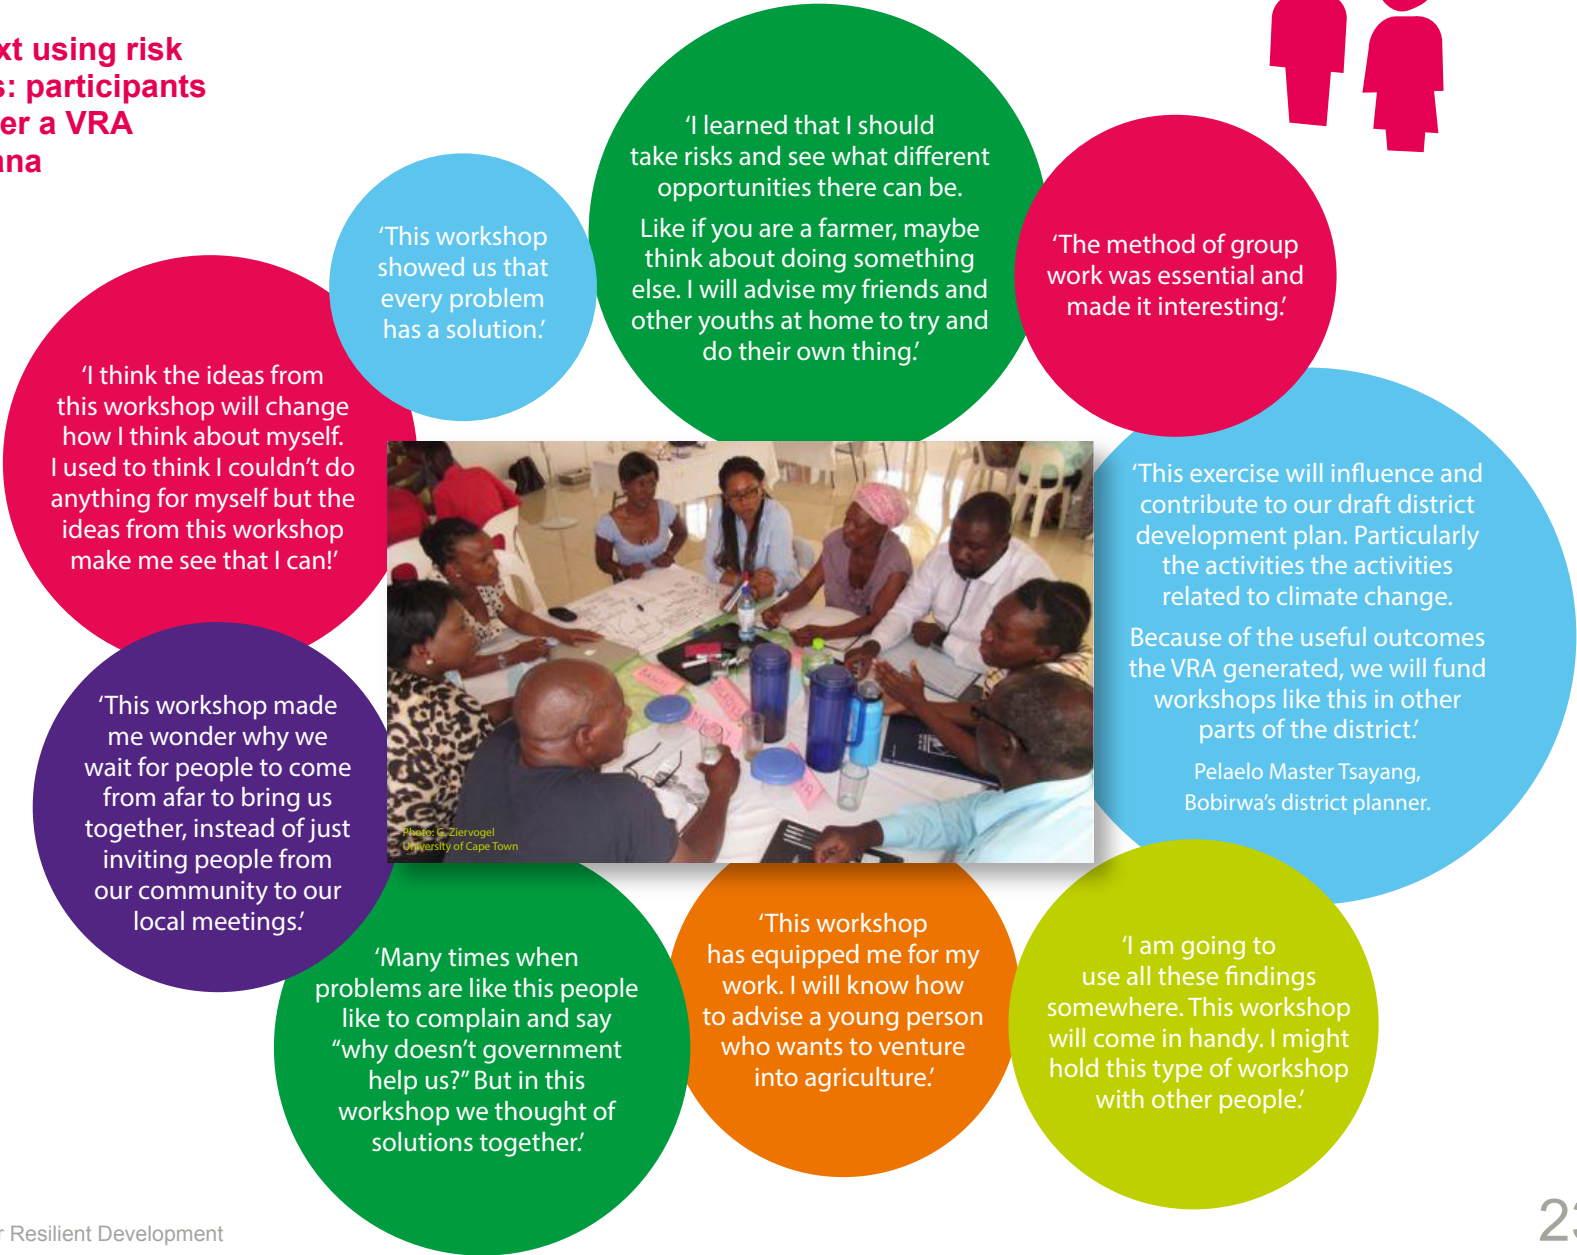 xt using risk
s: participants
er a VRA
ana
‘I learned that I should
take risks and see what different
opportunities there can be.
Like if you are a farmer, maybe
think about doing something
else. I will advise my friends and
other youths at home to try and
do their own thing.’
‘This workshop
showed us that
every problem
has a solution.’
‘The method of group
work was essential and
made it interesting.’
‘I think the ideas from
this workshop will change
how I think about myself.
I used to think I couldn’t do
anything for myself but the
ideas from this workshop
make me see that I can!’
‘This exercise will influence and
contribute to our draft district
development plan. Particularly
the activities the activities
related to climate change.
Because of the useful outcomes
the VRA generated, we will fund
workshops like this in other
parts of the district.’
Pelaelo Master Tsayang,
Bobirwa’s district planner.
‘This workshop made
me wonder why we
wait for people to come
from afar to bring us
together, instead of just
inviting people from
our community to our
local meetings.’
Photo: G. Ziervogel
University of Cape Town
‘Many times when
problems are like this people
like to complain and say
“why doesn’t government
help us?” But in this
workshop we thought of
solutions together.’
‘This workshop
has equipped me for my
work. I will know how
to advise a young person
who wants to venture
into agriculture.’
‘I am going to
use all these findings
somewhere. This workshop
will come in handy. I might
hold this type of workshop
with other people.’
r Resilient Development
23